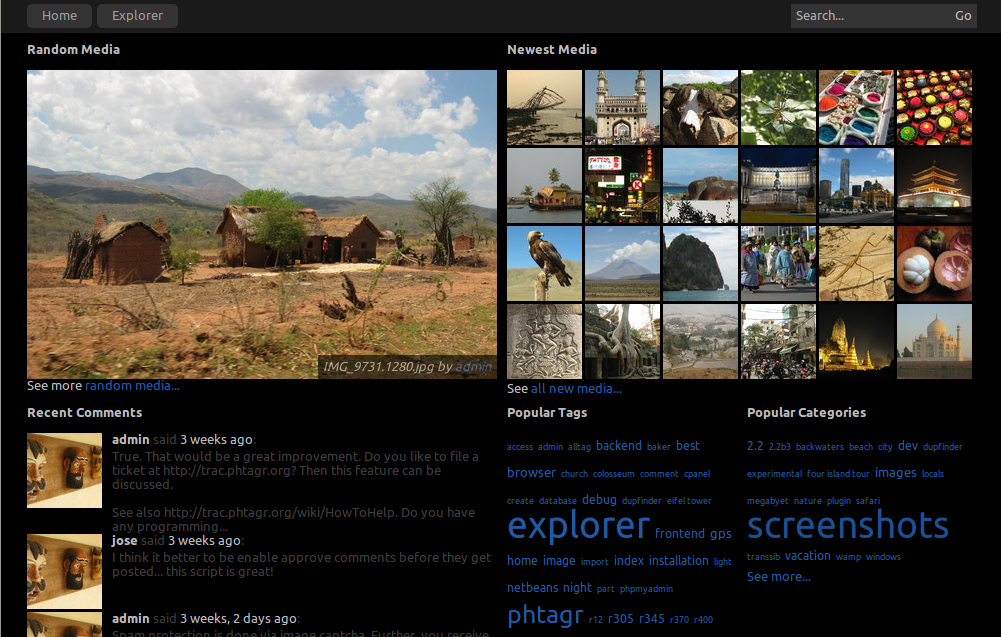 Home Explorer Search... Go
Random Media
IMG_9731.1280.jpg by admin
See more random media...
Newest Media
TATTOO
See all new media...
Recent Comments
admin said 3 weeks ago:
True. That would be a great improvement. Do you like to file a
ticket at http://trac.phtagr.org? Then this feature can be
discussed.
See also http://trac.phtagr.org/wiki/HowToHelp. Do you have
any programming...
jose said 3 weeks ago:
I think it better to be enable approve comments before they get
posted... this script is great!
admin said 3 weeks, 2 days ago:
Spam protection is done via image captcha. Further, you receive
Popular Tags
access admin alltag backend baker best
browser church colosseum comment cpanel
create database debug dupfinder eifel tower
explorer frontend gps
home image import index installation light
netbeans night part phpmyadmin
phtagr r12 r305 r345 r370 r400
Popular Categories
2.2 2.2b3 backwaters beach city dev dupfinder
experimental four island tour images locals
megabyet nature plugin safari
screenshots
transsib vacation wamp windows
See more...